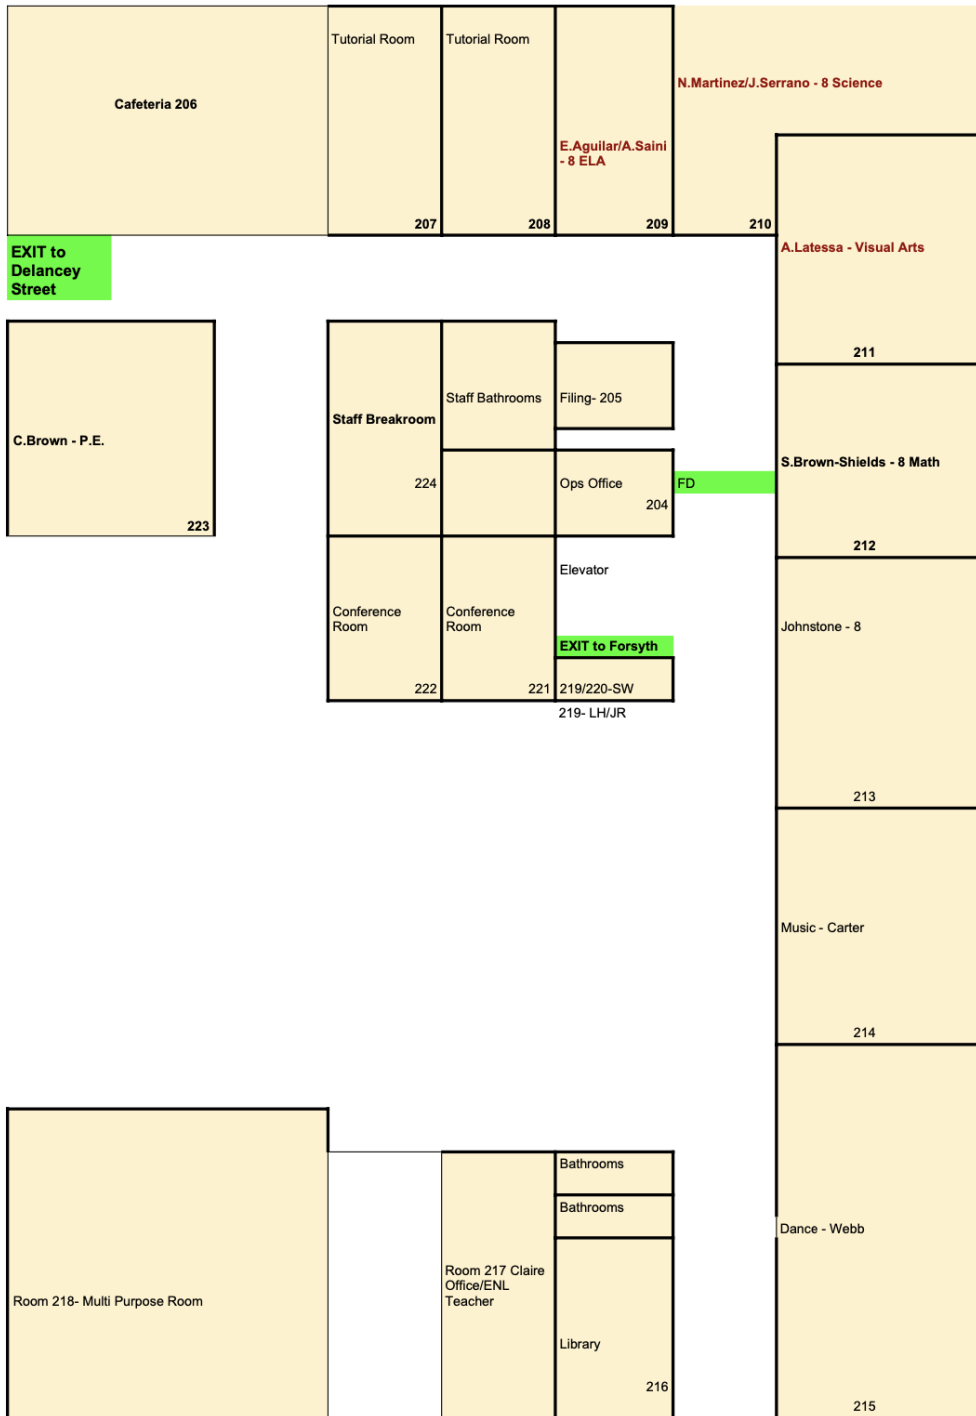 Cafeteria 206
Tutorial Room
207
Tutorial Room
208
E.Aguilar/A.Saini
- 8 ELA
209
N.Martinez/J.Serrano - 8 Science
210
A.Latessa - Visual Arts
211
EXIT to
Delancey
Street
C.Brown - P.E.
223
Staff Breakroom
224
Staff Bathrooms
Filing- 205
Ops Office
204
FD
S.Brown-Shields - 8 Math
212
Elevator
Conference
Room
222
Conference
Room
221
EXIT to Forsyth
219/220-SW
219- LH/JR
Johnstone - 8
213
Music - Carter
214
Dance - Webb
215
Room 218- Multi Purpose Room
Room 217 Claire
Office/ENL
Teacher
Bathrooms
Bathrooms
Library
216